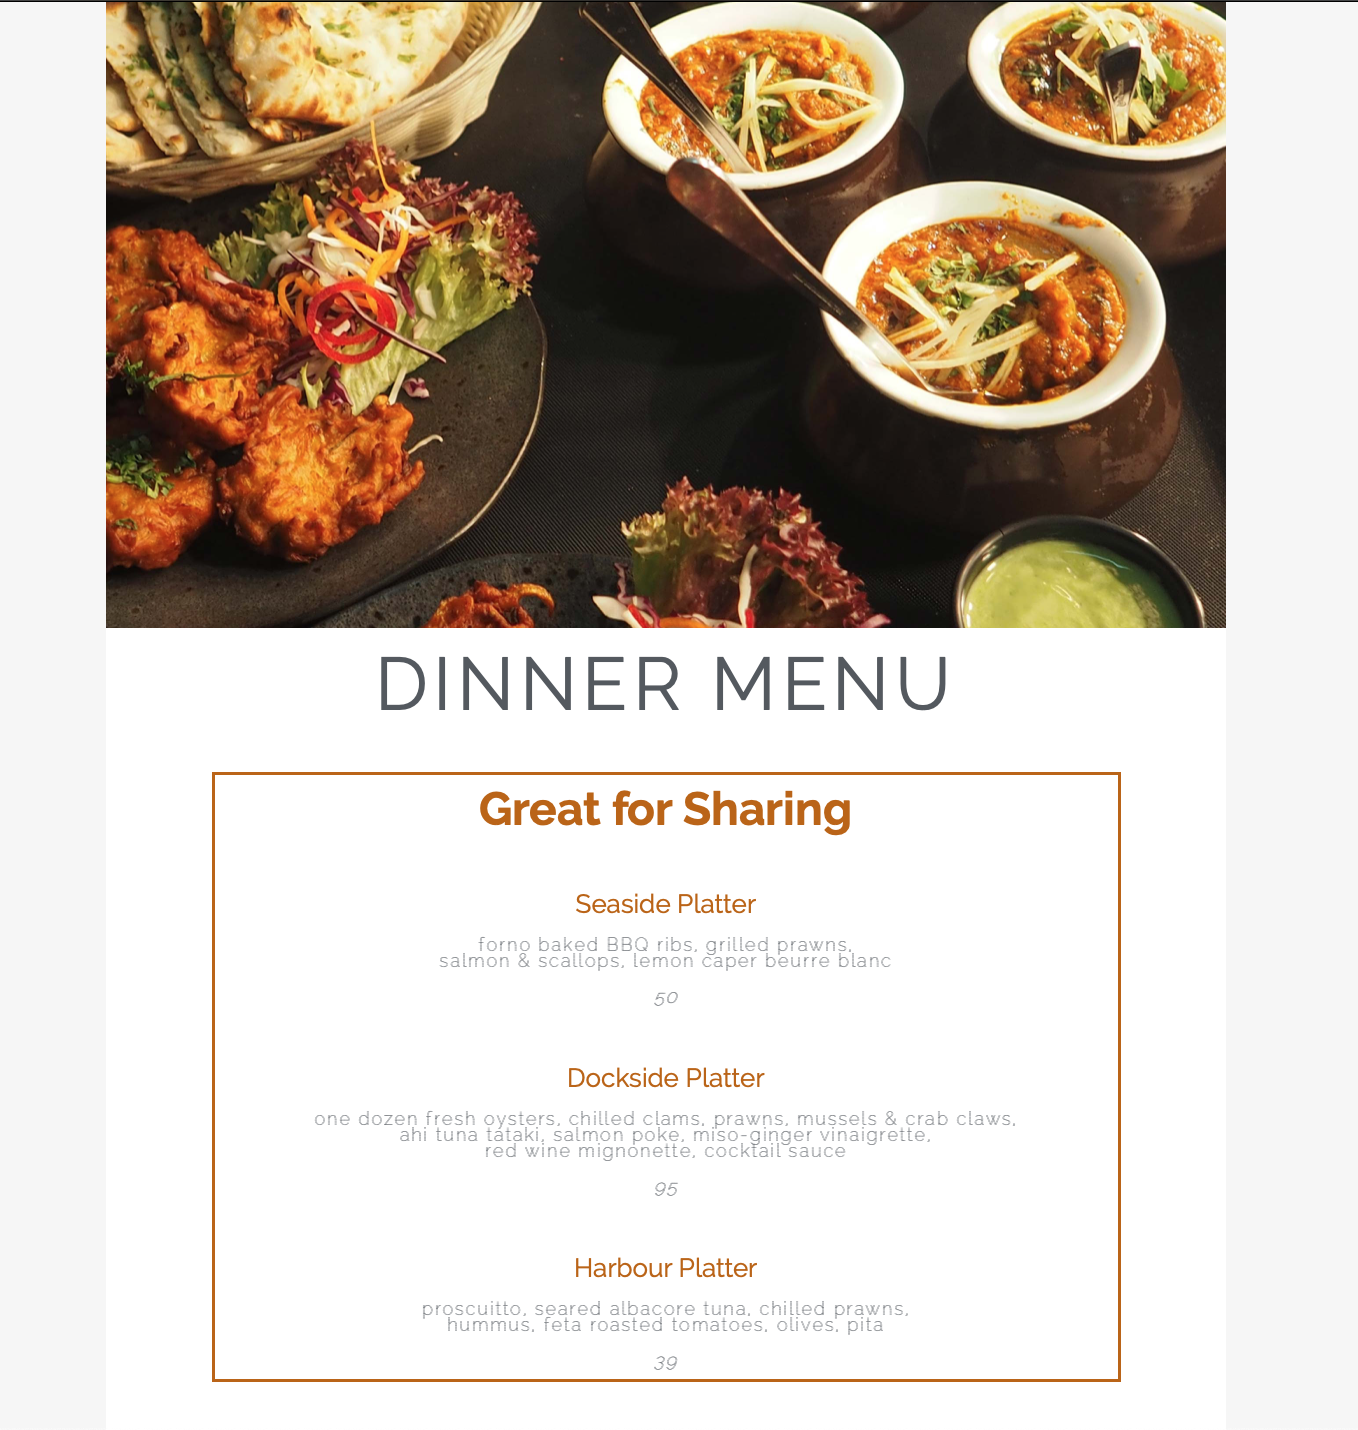 DINNER MENU
Great for Sharing
Seaside Platter
forno baked BBQ ribs, grilled prawns,
salmon & scallops, lemon caper beurre blanc
50
Dockside Platter
one dozen fresh oysters, chilled clams, prawns, mussels & crab claws,
ahi tuna tataki, salmon poke, miso-ginger vinaigrette,
red wine mignonette, cocktail sauce
95
Harbour Platter
proscuitto, seared albacore tuna, chilled prawns,
hummus, feta roasted tomatoes, olives, pita
39